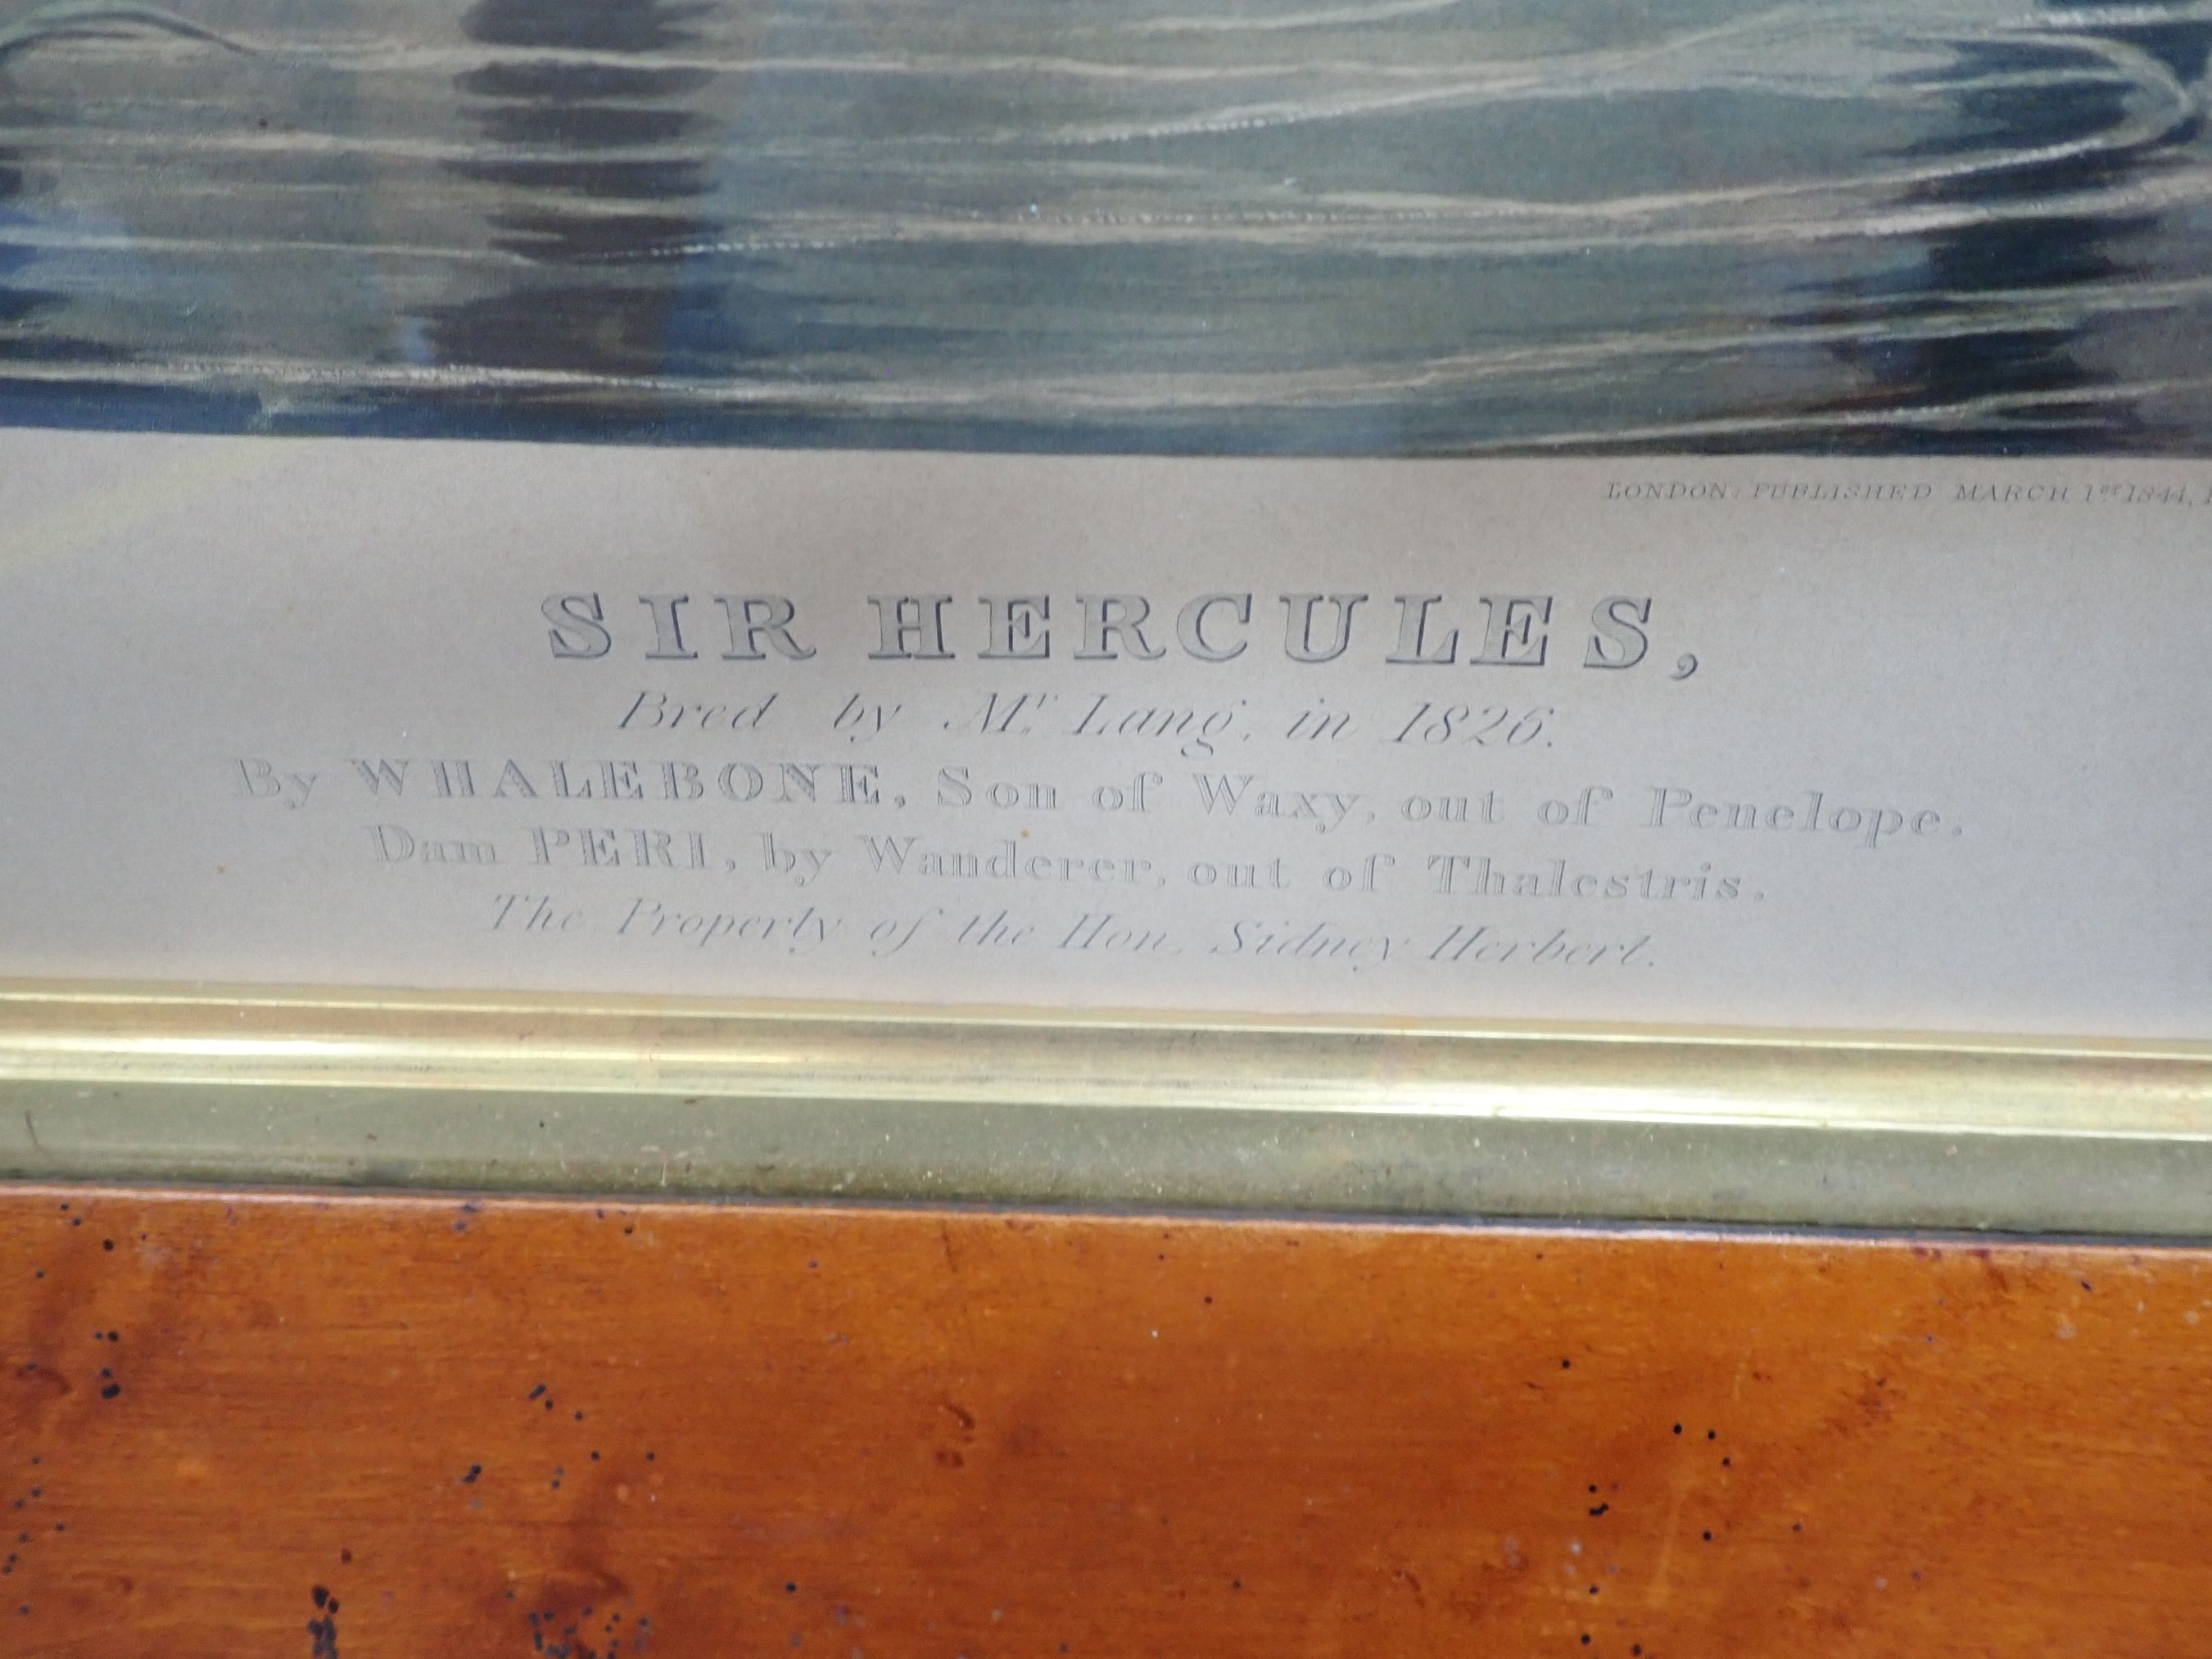 LONDON: PUBLISHED MARCH 1ST 1844,
SIR HERCULES,
Bred by Mr. Lang, in 1826.
By WHALEBONE, Son of Waxy, out of Penelope.
Dam PERI, by Wanderer, out of Thalestris.
The Property of the Hon. Sidney Herbert.